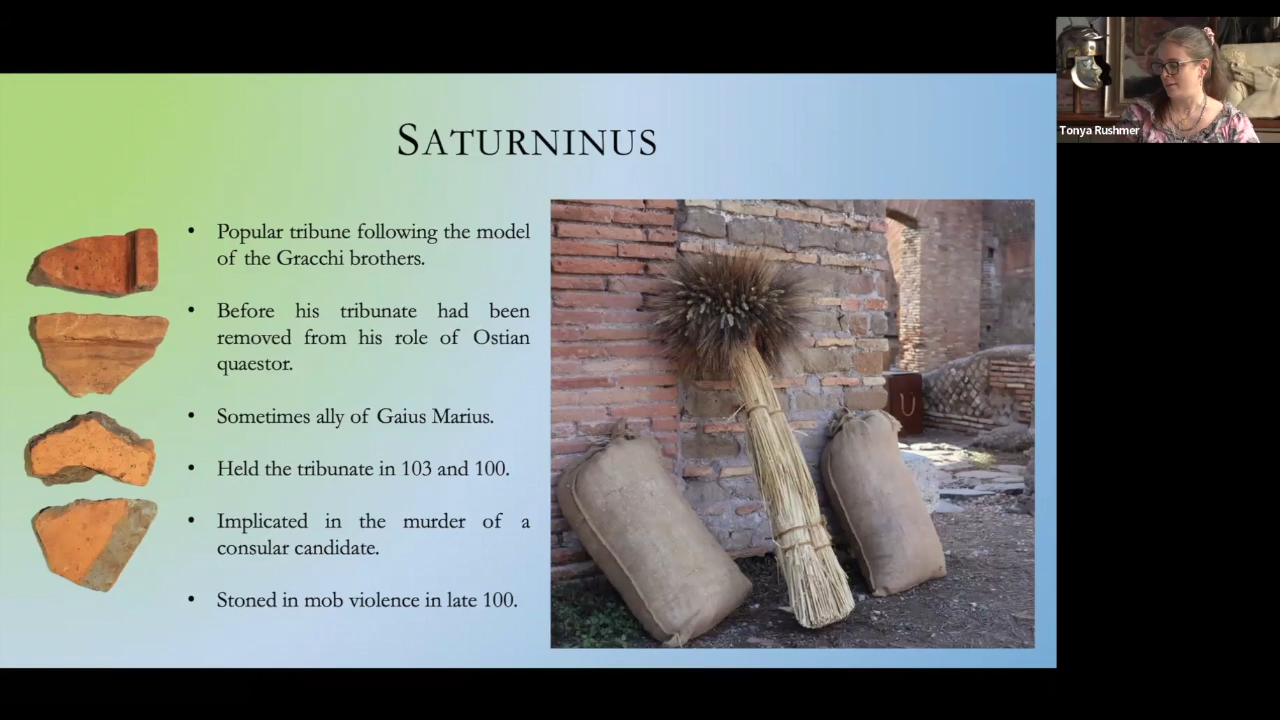 Tonya Rushmer
SATURNINUS
• Popular tribune following the model
of the Gracchi brothers.
• Before his tribunate had been
removed from his role of Ostian
quaestor.
• Sometimes ally of Gaius Marius.
• Held the tribunate in 103 and 100.
• Implicated in the murder of a
consular candidate.
• Stoned in mob violence in late 100.